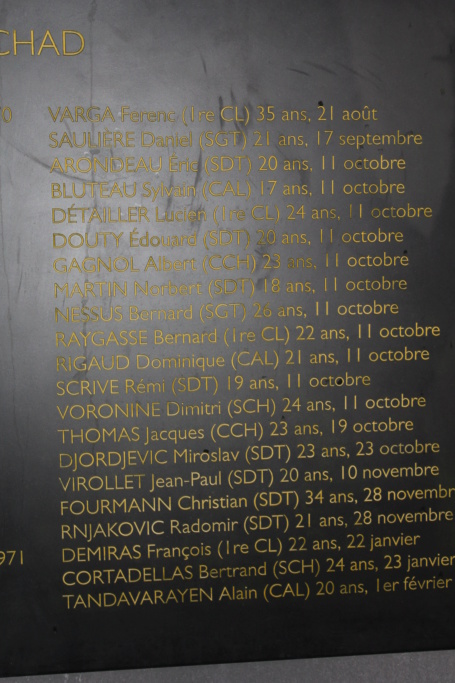 CHAD
70 VARGA Ferenc (1re CL) 35 ans, 21 août
SAULIÈRE Daniel (SGT) 21 ans, 17 septembre
ARONDEAU Éric (SDT) 20 ans, 11 octobre
BLUTEAU Sylvain (CAL) 17 ans, 11 octobre
DÉTAILLER Lucien (1re CL) 24 ans, 11 octobre
DOUTY Édouard (SDT) 20 ans, 11 octobre
GAGNOL Albert (CCH) 23 ans, 11 octobre
MARTIN Norbert (SDT) 18 ans, 11 octobre
NESSUS Bernard (SGT) 26 ans, 11 octobre
RAYGASSE Bernard (1re CL) 22 ans, 11 octobre
RIGAUD Dominique (CAL) 21 ans, 11 octobre
SCRIVE Rémi (SDT) 19 ans, 11 octobre
VORONINE Dimitri (SCH) 24 ans, 11 octobre
THOMAS Jacques (CCH) 23 ans, 19 octobre
DJORDJEVIC Miroslav (SDT) 23 ans, 23 octobre
VIROLLET Jean-Paul (SDT) 20 ans, 10 novembre
FOURMANN Christian (SDT) 34 ans, 28 novembr
RNJAKOVIC Radomir (SDT) 21 ans, 28 novembre
971 DEMIRAS François (1re CL) 22 ans, 22 janvier
CORTADELLAS Bertrand (SCH) 24 ans, 23 janvier
TANDAVARAYEN Alain (CAL) 20 ans, 1er février